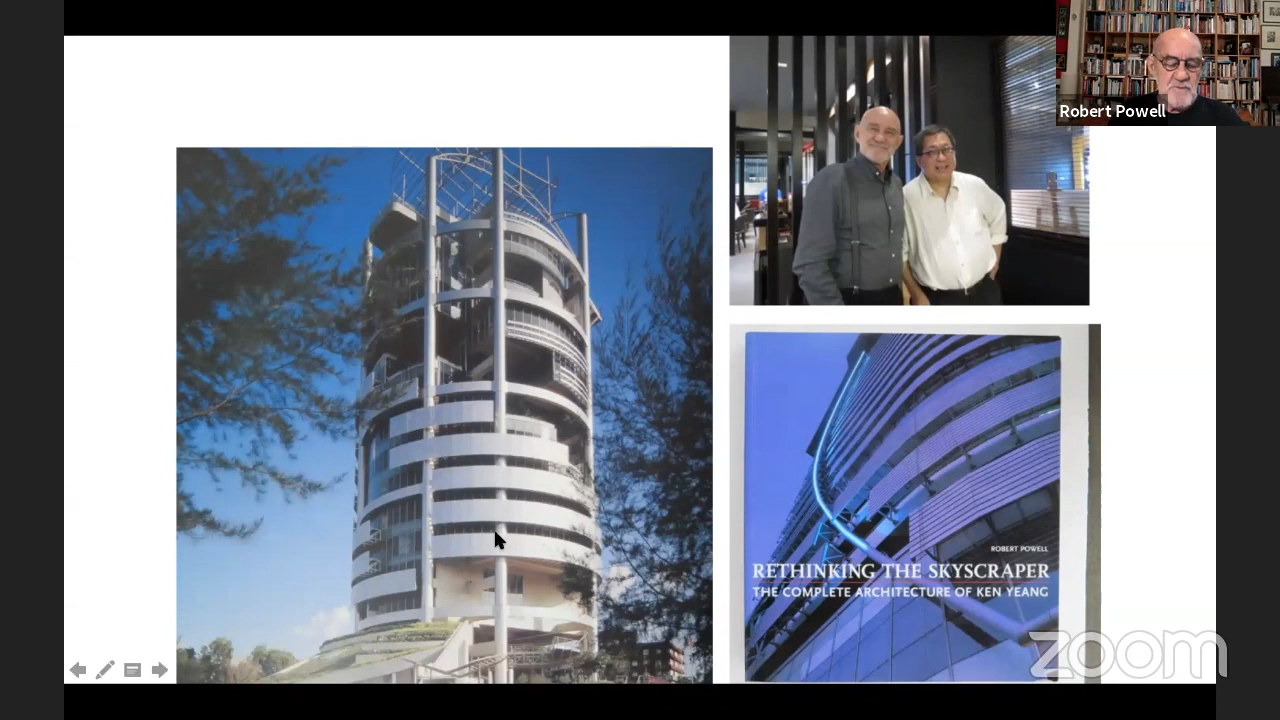 Robert Powell
ROBERT POWELL
RETHINKING THE SKYSCRAPER
THE COMPLETE ARCHITECTURE OF KEN YEANG
zoom